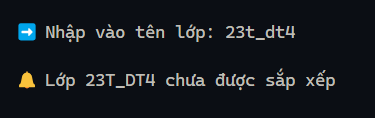 ➡️ Nhập vào tên lớp: 23t_dt4
🔔 Lớp 23T_DT4 chưa được sắp xếp